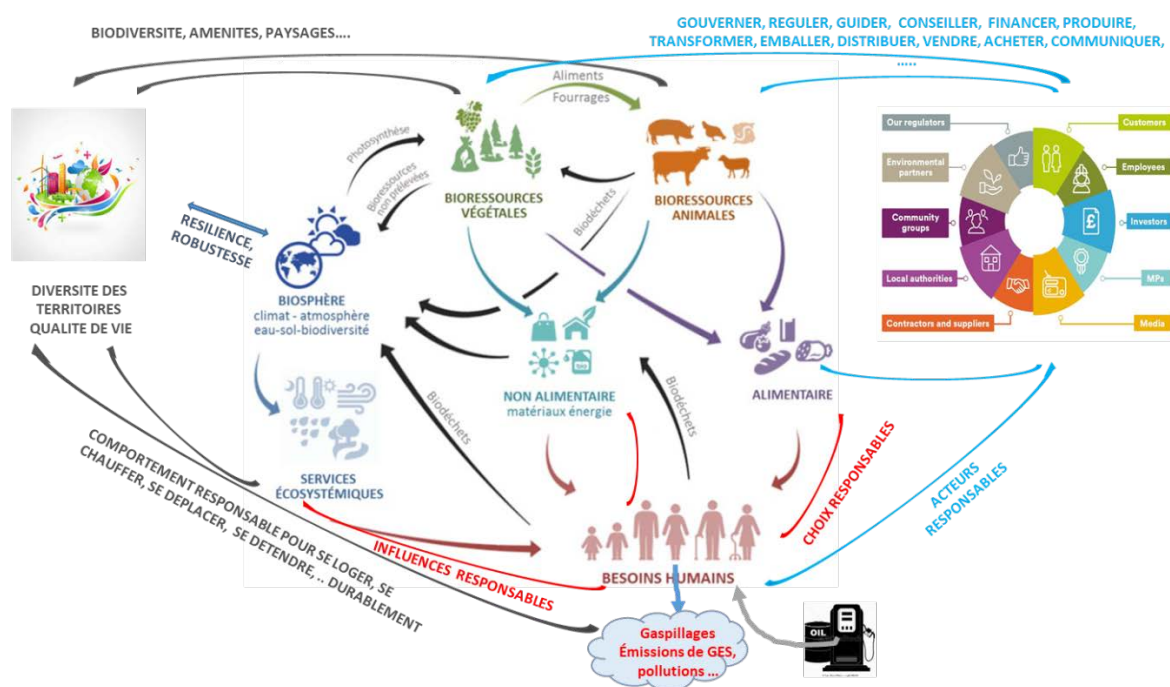 BIODIVERSITE, AMENITES, PAYSAGES....
GOUVERNER, REGULER, GUIDER, CONSEILLER, FINANCER, PRODUIRE,
TRANSFORMER, EMBALLER, DISTRIBUER, VENDRE, ACHETER, COMMUNIQUER,
.....
Aliments
Fourrages
Photosynthèse
Bioressources
non prélevées
BIORESSOURCES
VÉGÉTALES
BIORESSOURCES
ANIMALES
Biodéchets
Our regulators
Customers
Environmental
partners
Employees
Community
groups
Investors
Local authorities
MPs
Contractors and suppliers
Media
£
RESILIENCE,
ROBUSTESSE
DIVERSITE DES
TERRITOIRES
QUALITE DE VIE
BIOSPHÈRE
climat - atmosphère
eau-sol-biodiversité
BIO
NON ALIMENTAIRE
matériaux énergie
ALIMENTAIRE
Biodéchets
Biodéchets
SERVICES
ÉCOSYSTÉMIQUES
COMPORTEMENT RESPONSABLE POUR SE LOGER, SE
CHAUFFER, SE DEPLACER, SE DETENDRE, .. DURABLEMENT
INFLUENCES RESPONSABLES
CHOIX RESPONSABLES
ACTEURS
RESPONSABLES
BESOINS HUMAINS
Gaspillages
Émissions de GES,
pollutions ...
OIL